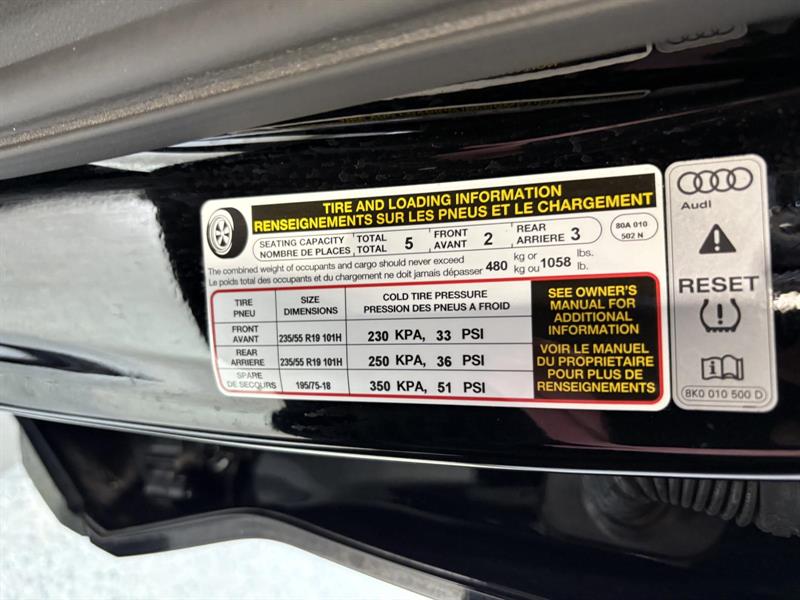 TIRE AND LOADING INFORMATION
RENSEIGNEMENTS SUR LES PNEUS ET LE CHARGEMENT
SEATING CAPACITY TOTAL 5 FRONT 2 REAR 3
NOMBRE DE PLACES TOTAL AVANT ARRIERE
80A 010
502 N
The combined weight of occupants and cargo should never exceed 480 kg or 1058 lbs.
Le poids total des occupants et du chargement ne doit jamais dépasser kg ou lb.
TIRE SIZE COLD TIRE PRESSURE
PNEU DIMENSIONS PRESSION DES PNEUS A FROID
FRONT
AVANT 235/55 R19 101H 230 KPA, 33 PSI
REAR
ARRIERE 235/55 R19 101H 250 KPA, 36 PSI
SPARE
DE SECOURS 195/75-18 350 KPA, 51 PSI
SEE OWNER'S
MANUAL FOR
ADDITIONAL
INFORMATION
VOIR LE MANUEL
DU PROPRIETAIRE
POUR PLUS DE
RENSEIGNEMENTS
Audi
RESET
8K0 010 500 D